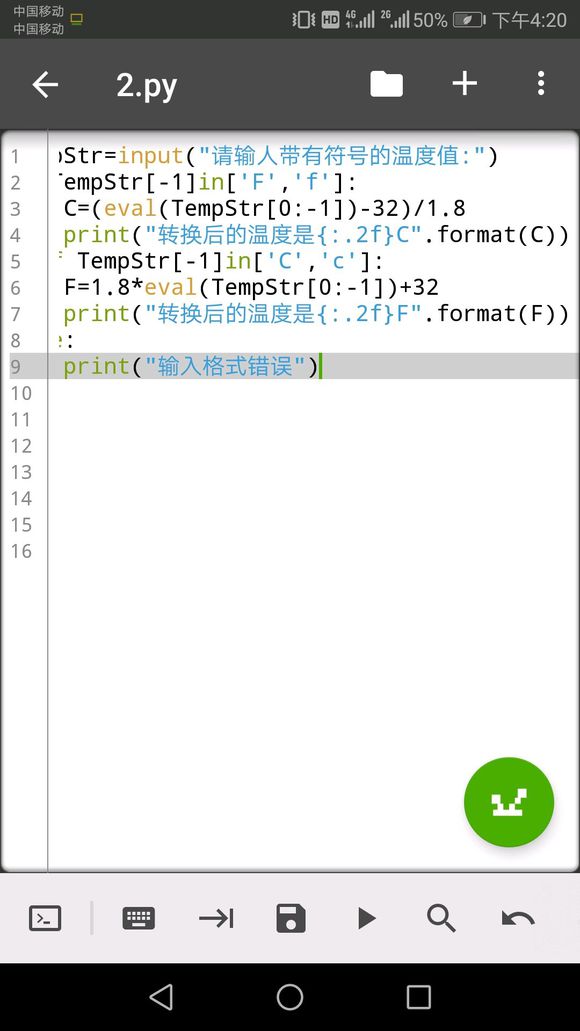 中国移动
中国移动
HD 4G 2G 50% 下午4:20
2.py
1 pStr=input("请输人带有符号的温度值:")
2 TempStr[-1]in['F','f']:
3 C=(eval(TempStr[0:-1])-32)/1.8
4 print("转换后的温度是{:.2f}C".format(C))
5 f TempStr[-1]in['C','c']:
6 F=1.8*eval(TempStr[0:-1])+32
7 print("转换后的温度是{:.2f}F".format(F))
8 e:
9 print("输入格式错误")
10
11
12
13
14
15
16